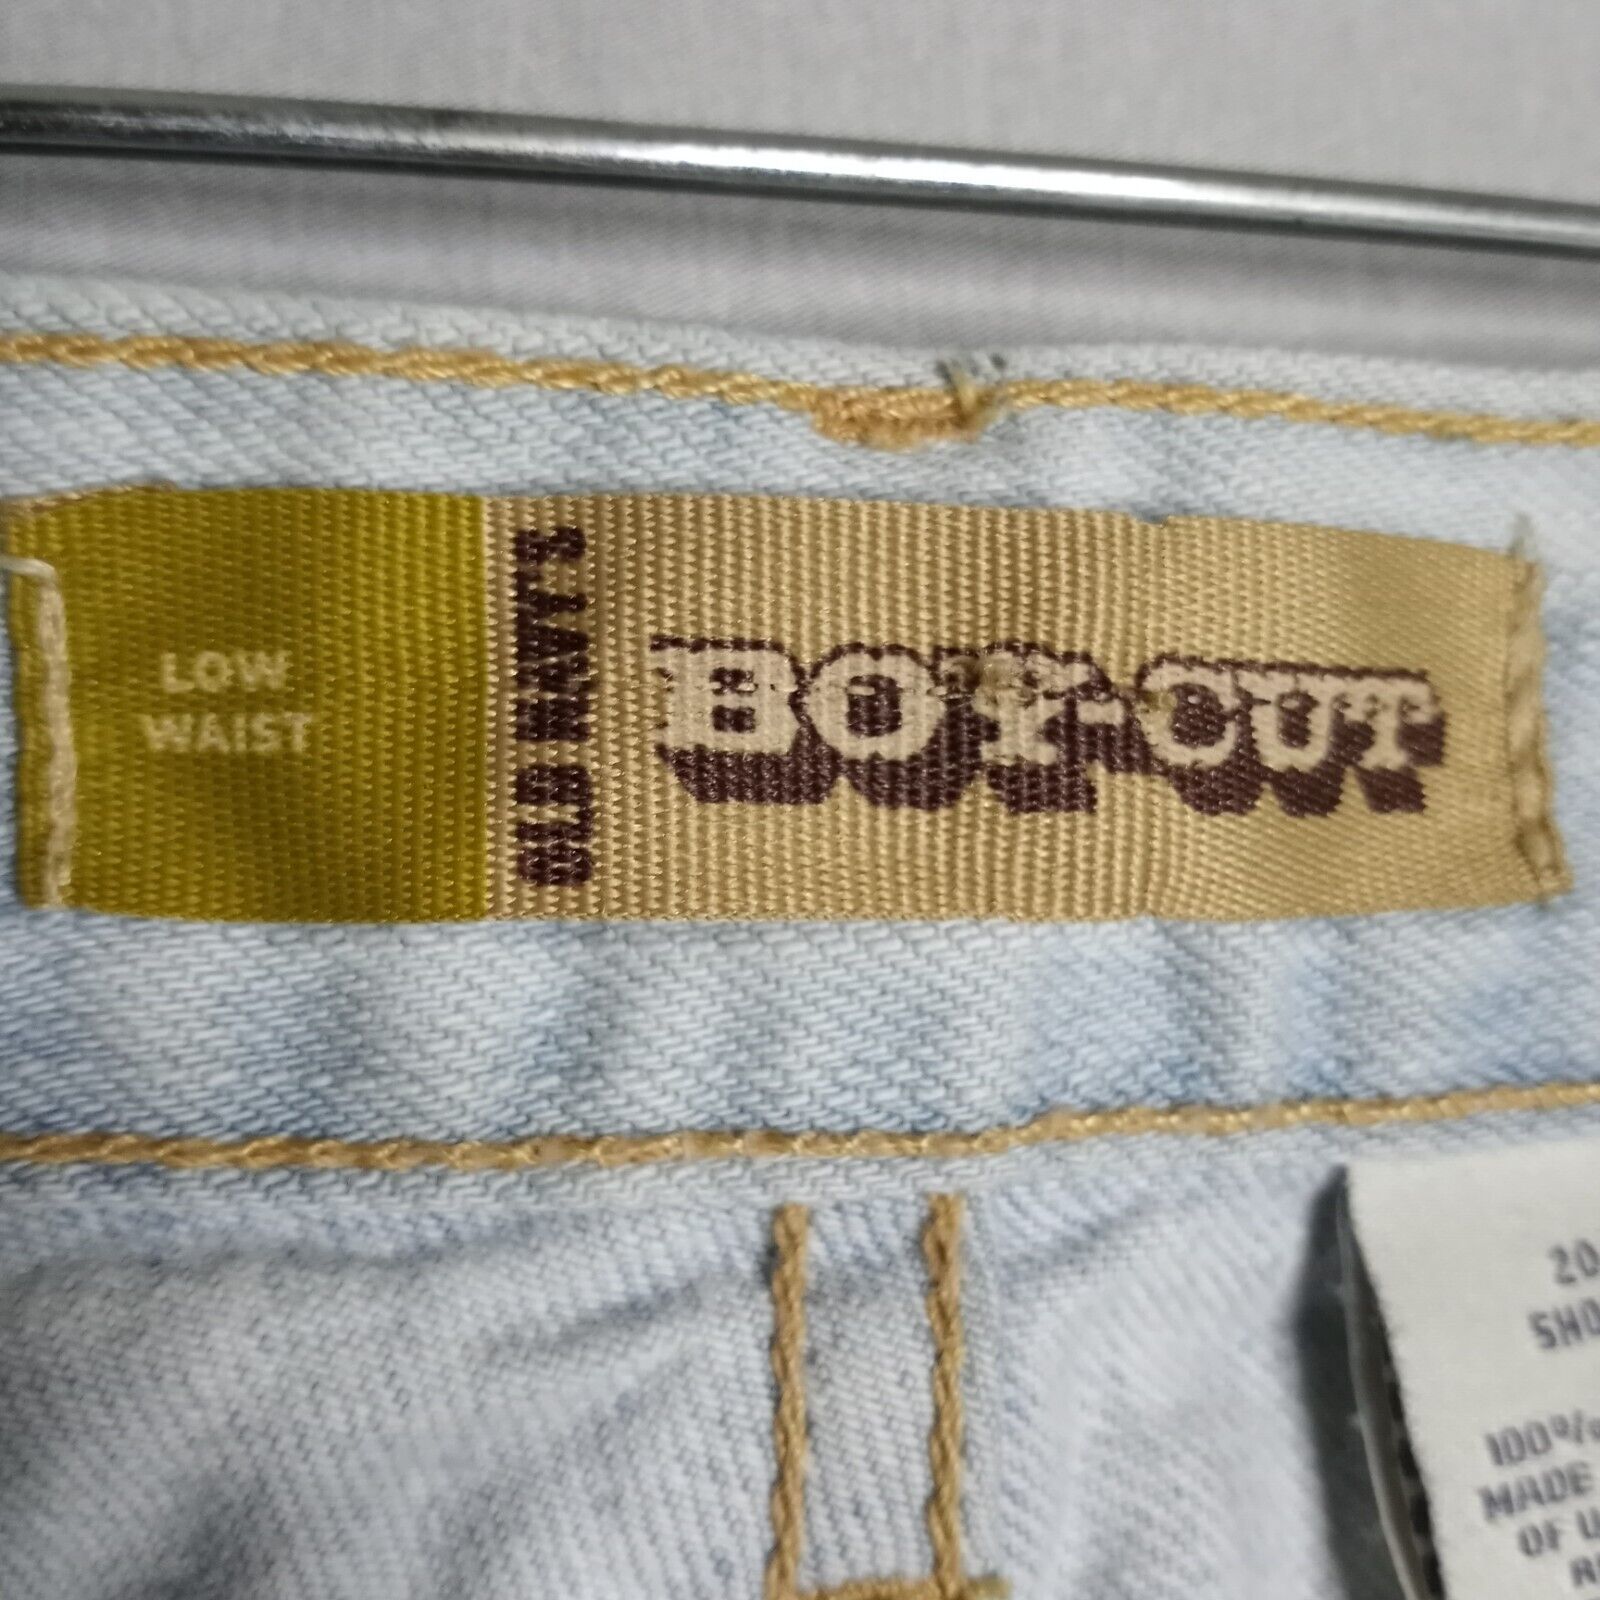 LOW
WAIST
OLD NAVY'S
BOY-CUT
20
SHO
100%
MADE
OF U